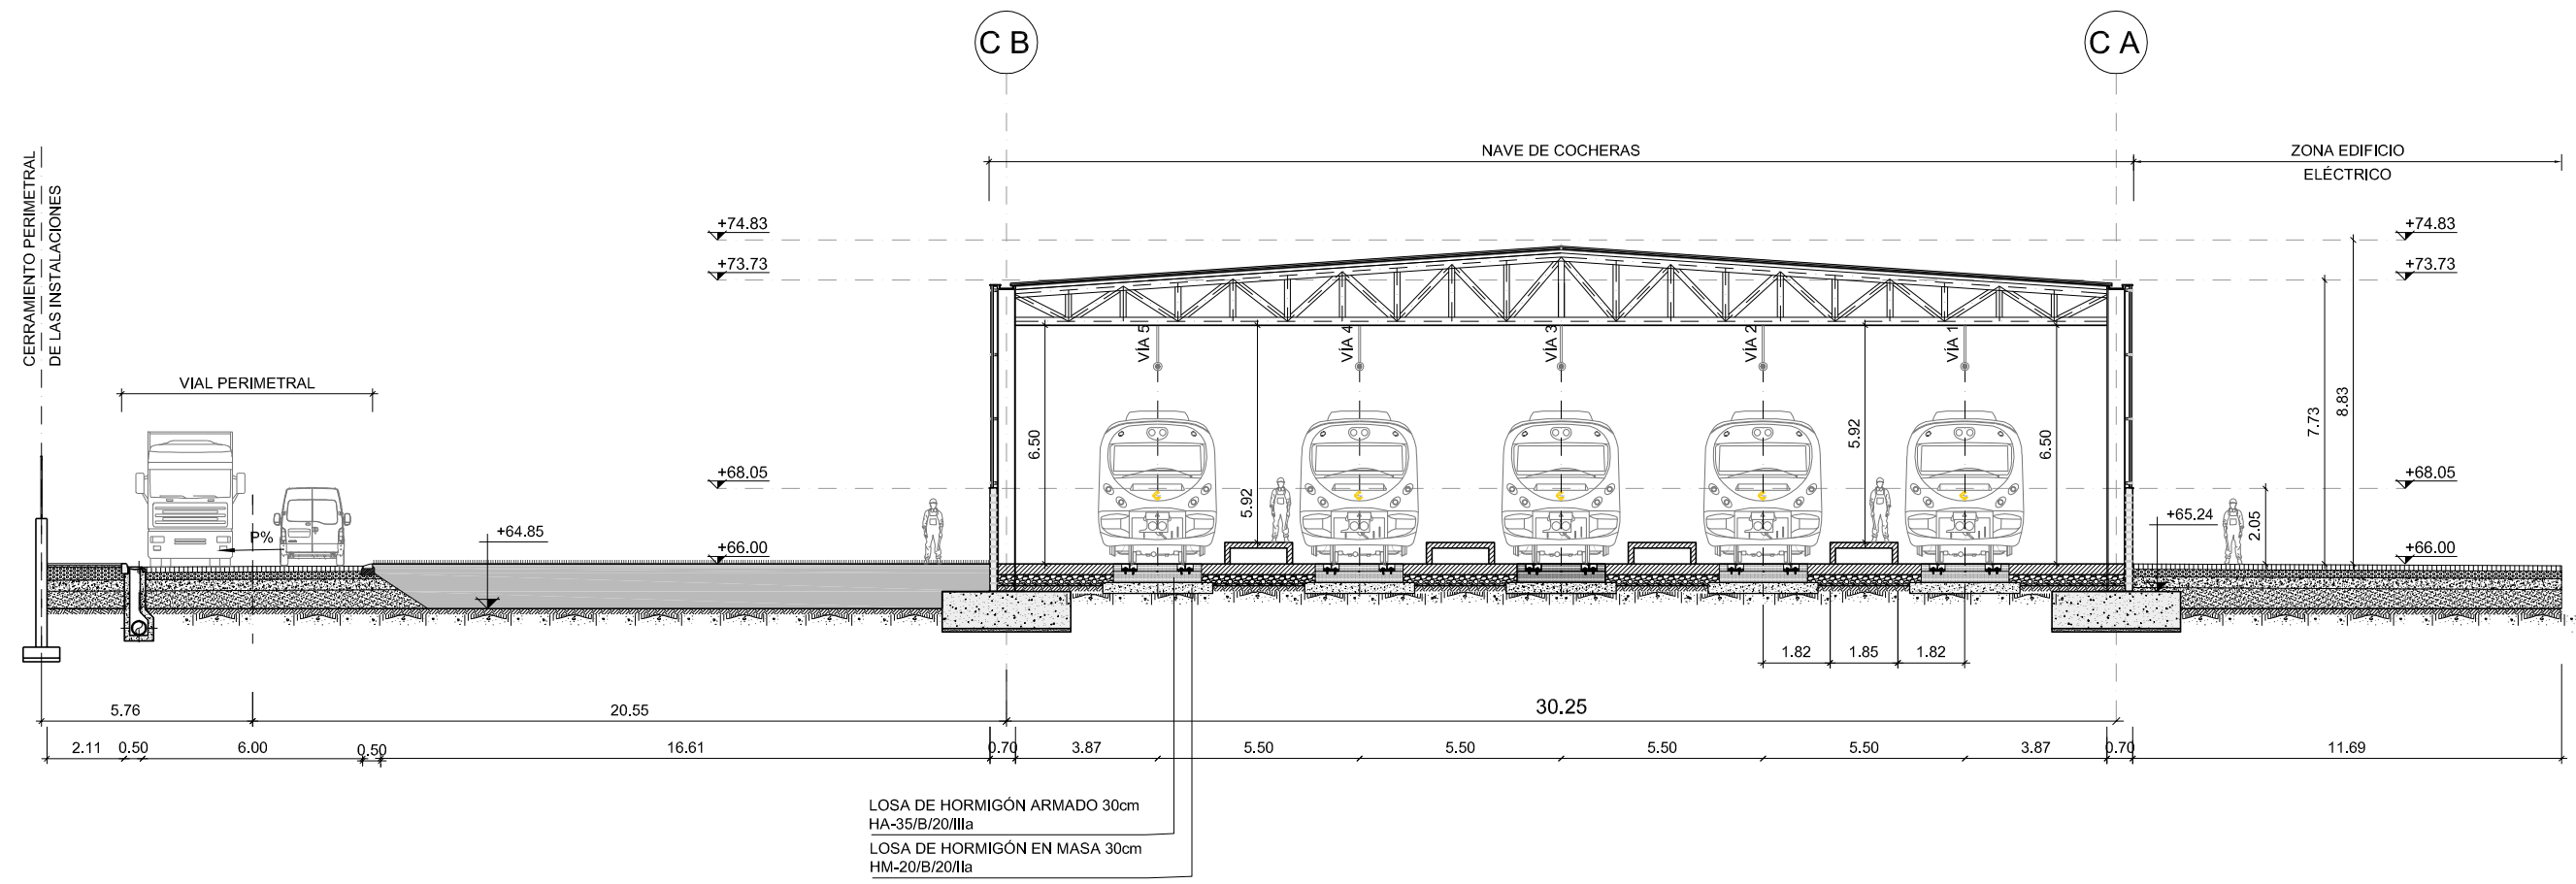 C B
C A
CERRAMIENTO PERIMETRAL
DE LAS INSTALACIONES
NAVE DE COCHERAS
ZONA EDIFICIO
ELÉCTRICO
+74.83
+74.83
+73.73
+73.73
VÍA 5
VÍA 4
VÍA 3
VÍA 2
VÍA 1
VIAL PERIMETRAL
6.50
5.92
5.92
6.50
7.73
8.83
+68.05
+68.05
P%
+64.85
+66.00
+65.24
2.05
+66.00
1.82
1.85
1.82
5.76
20.55
30.25
2.11
0.50
6.00
0.50
16.61
0.70
3.87
5.50
5.50
5.50
5.50
3.87
0.70
11.69
LOSA DE HORMIGÓN ARMADO 30cm
HA-35/B/20/IIIa
LOSA DE HORMIGÓN EN MASA 30cm
HM-20/B/20/IIa